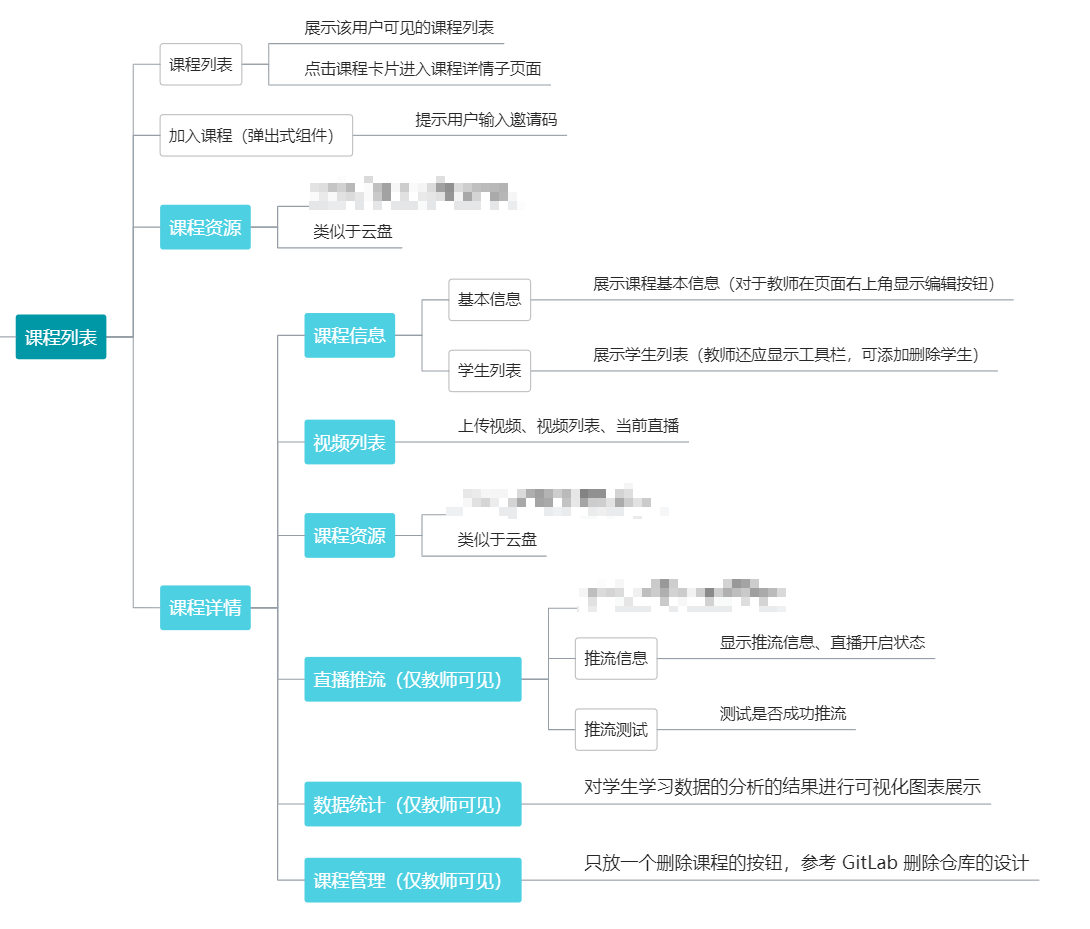 课程列表
课程列表
展示该用户可见的课程列表
点击课程卡片进入课程详情子页面
加入课程（弹出式组件）
提示用户输入邀请码
课程资源
类似于云盘
课程详情
课程信息
基本信息
展示课程基本信息（对于教师在页面右上角显示编辑按钮）
学生列表
展示学生列表（教师还应显示工具栏，可添加删除学生）
视频列表
上传视频、视频列表、当前直播
课程资源
类似于云盘
直播推流（仅教师可见）
推流信息
显示推流信息、直播开启状态
推流测试
测试是否成功推流
数据统计（仅教师可见）
对学生学习数据的分析的结果进行可视化图表展示
课程管理（仅教师可见）
只放一个删除课程的按钮，参考 GitLab 删除仓库的设计